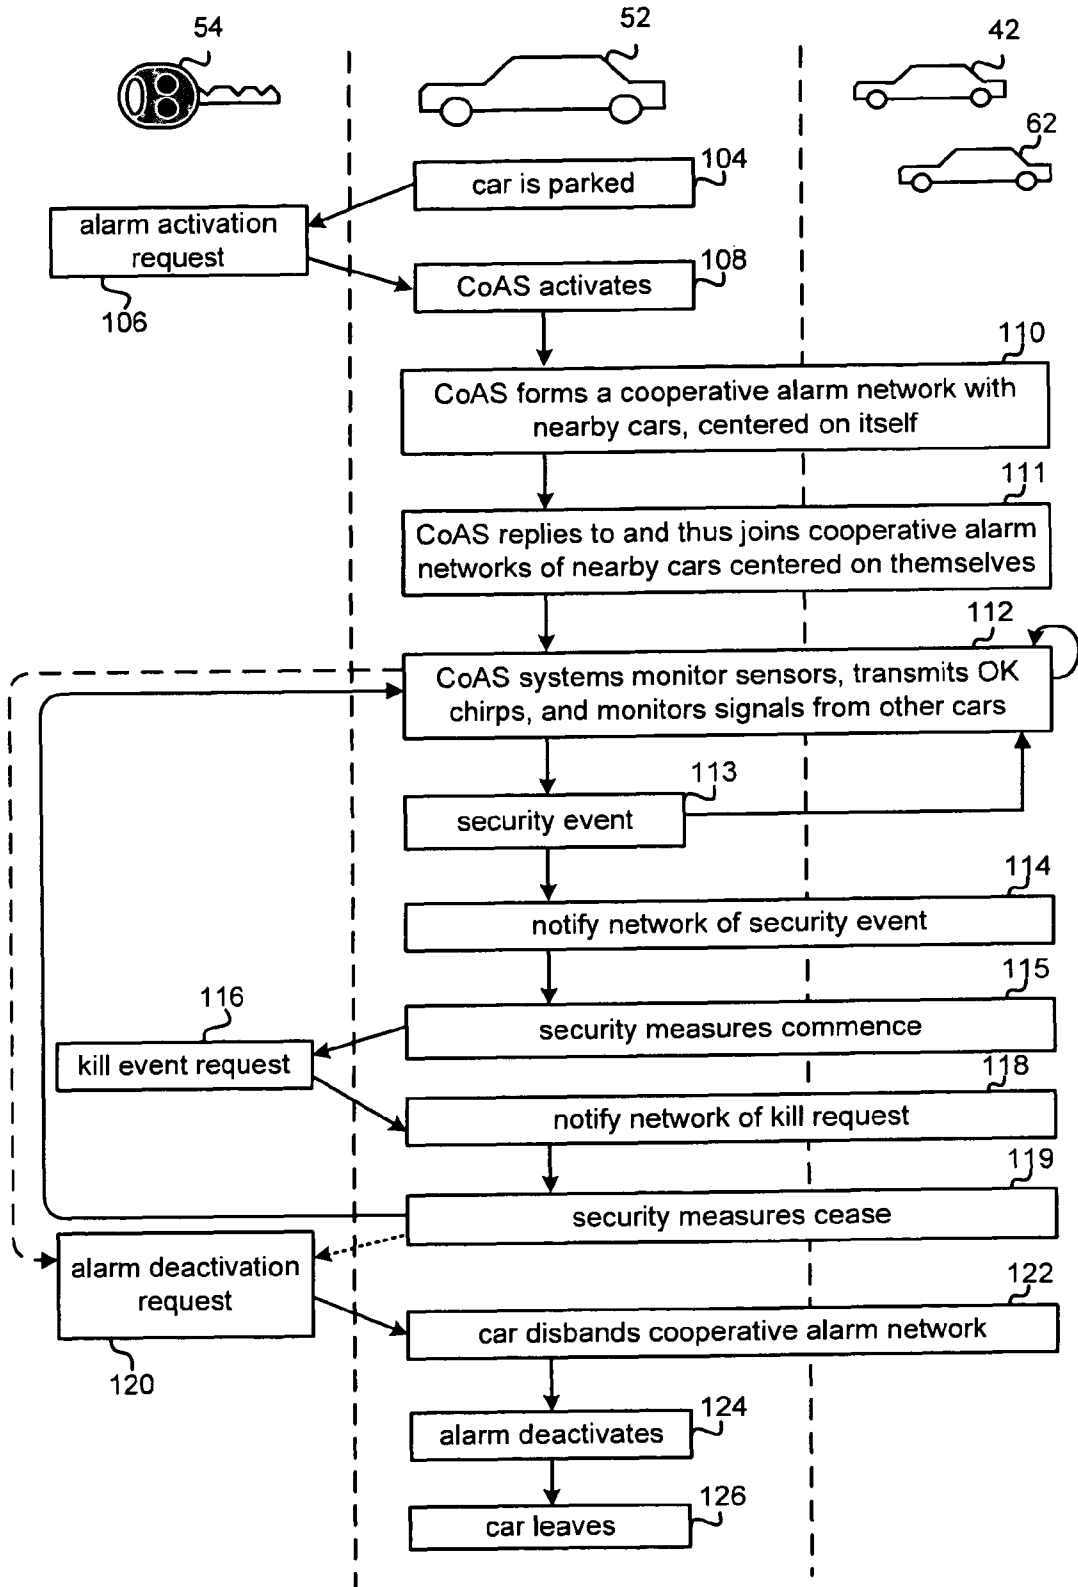 54
52
42
62
104
car is parked
alarm activation
request
106
108
CoAS activates
110
CoAS forms a cooperative alarm network with
nearby cars, centered on itself
111
CoAS replies to and thus joins cooperative alarm
networks of nearby cars centered on themselves
112
CoAS systems monitor sensors, transmits OK
chirps, and monitors signals from other cars
113
security event
114
notify network of security event
115
security measures commence
116
kill event request
118
notify network of kill request
119
security measures cease
alarm deactivation
request
120
122
car disbands cooperative alarm network
124
alarm deactivates
126
car leaves